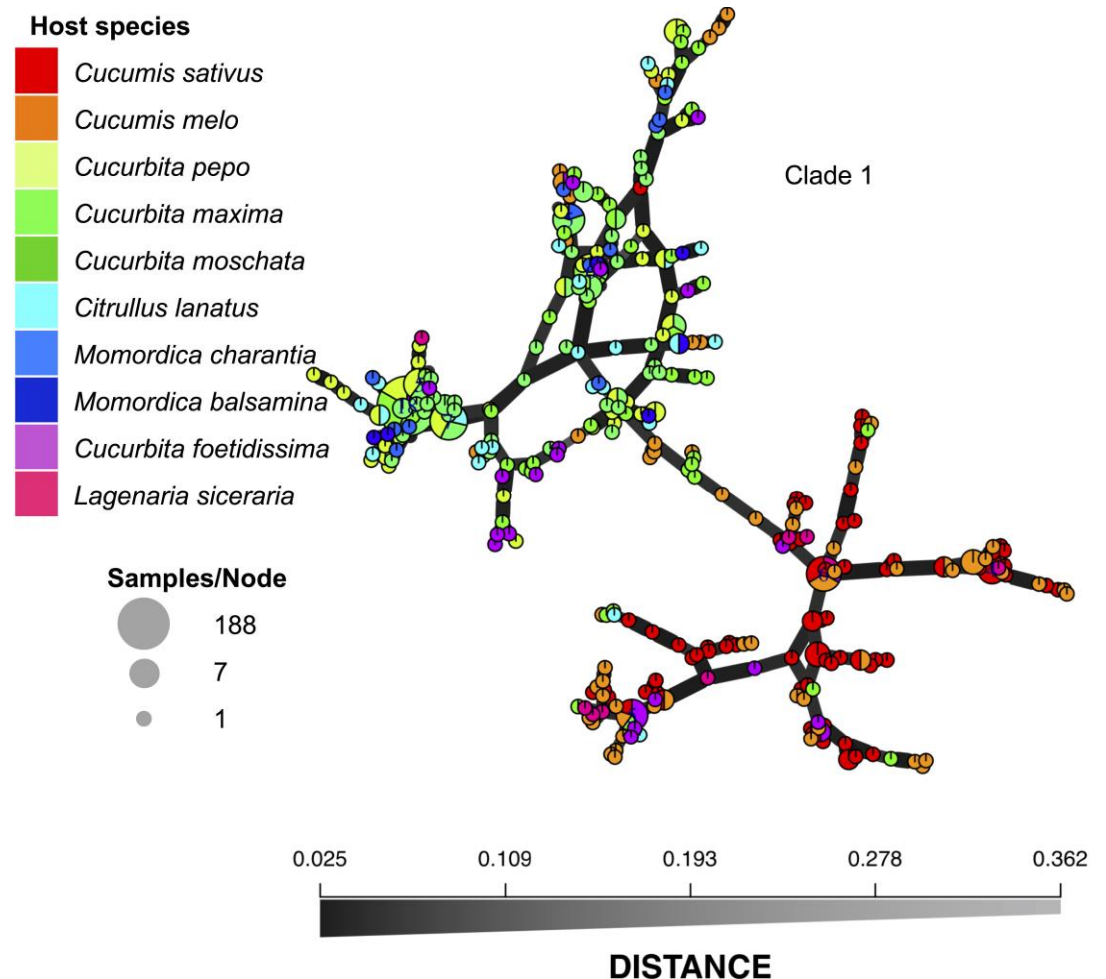 Host species
Cucumis sativus
Cucumis melo
Cucurbita pepo
Cucurbita maxima
Cucurbita moschata
Citrullus lanatus
Momordica charantia
Momordica balsamina
Cucurbita foetidissima
Lagenaria siceraria
Samples/Node
188
7
1
Clade 1
0.025 0.109 0.193 0.278 0.362
DISTANCE